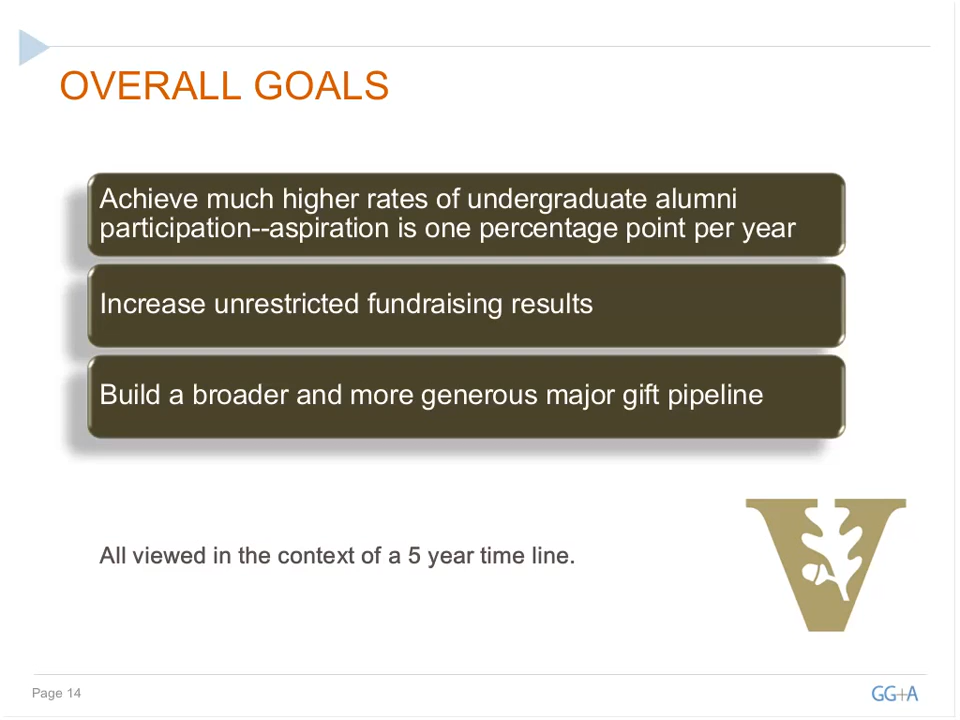 OVERALL GOALS
Achieve much higher rates of undergraduate alumni
participation--aspiration is one percentage point per year
Increase unrestricted fundraising results
Build a broader and more generous major gift pipeline
All viewed in the context of a 5 year time line.
V
Page 14
GG+A